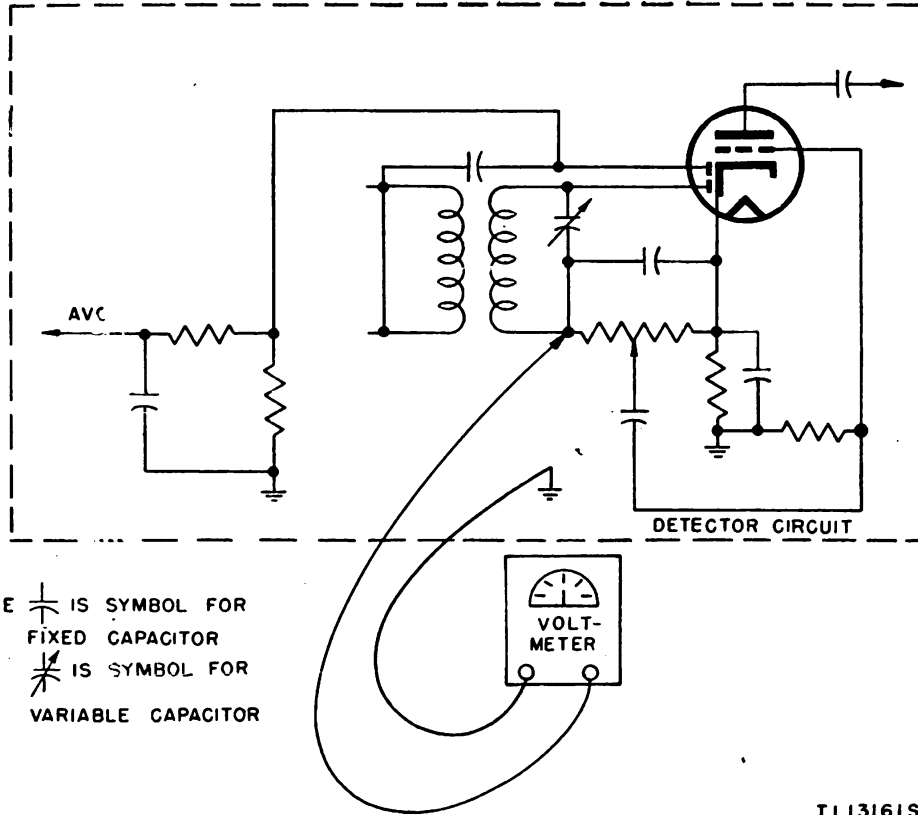 AVC
DETECTOR CIRCUIT
E IS SYMBOL FOR
FIXED CAPACITOR
IS SYMBOL FOR
VARIABLE CAPACITOR
VOLT-
METER
TL13161S